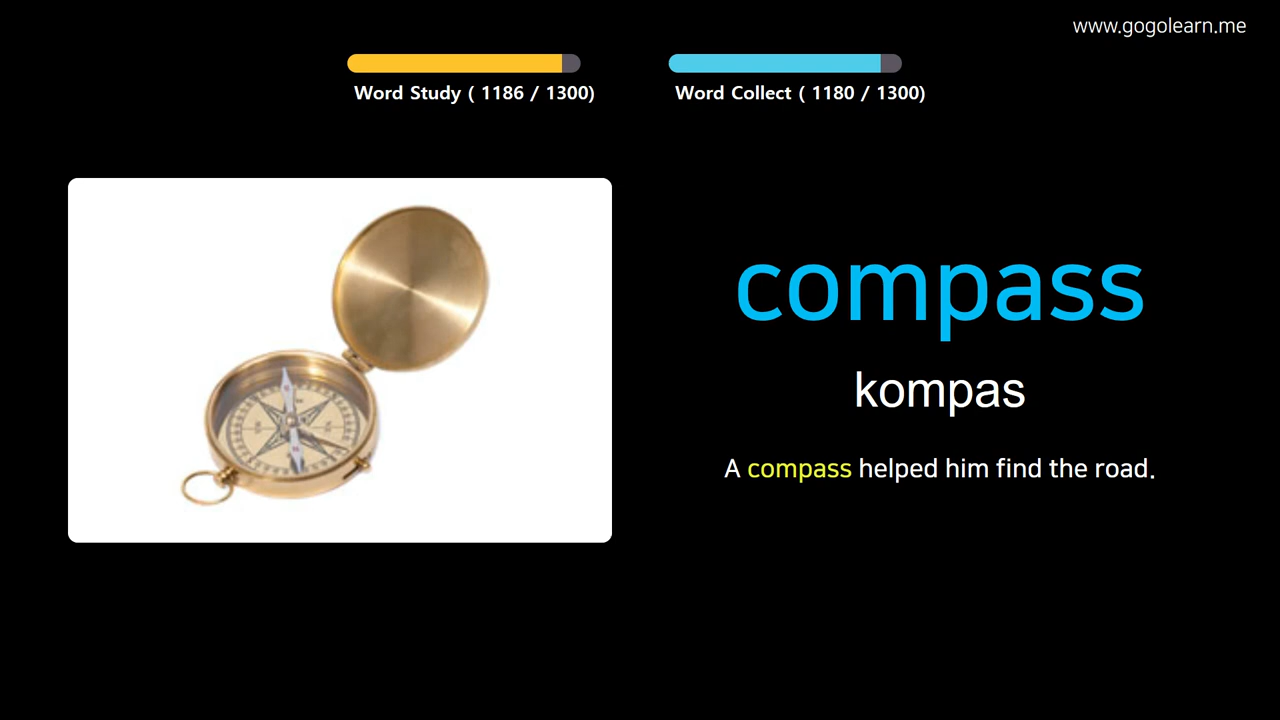 www.gogolearn.me
Word Study ( 1186 / 1300)
Word Collect ( 1180 / 1300)
compass
kompas
A compass helped him find the road.